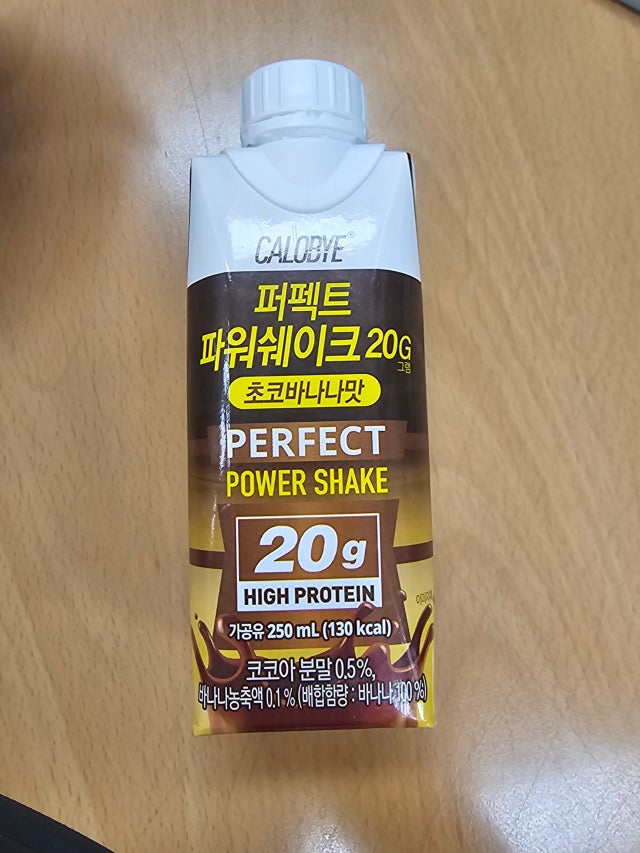 CALOBYE®
퍼펙트
파워쉐이크 20G
그램
초코바나나맛
PERFECT
POWER SHAKE
20g
HIGH PROTEIN
가공유 250 mL (130 kcal)
코코아 분말 0.5%,
바나나농축액 0.1 % (배합함량 : 바나나 100 %)